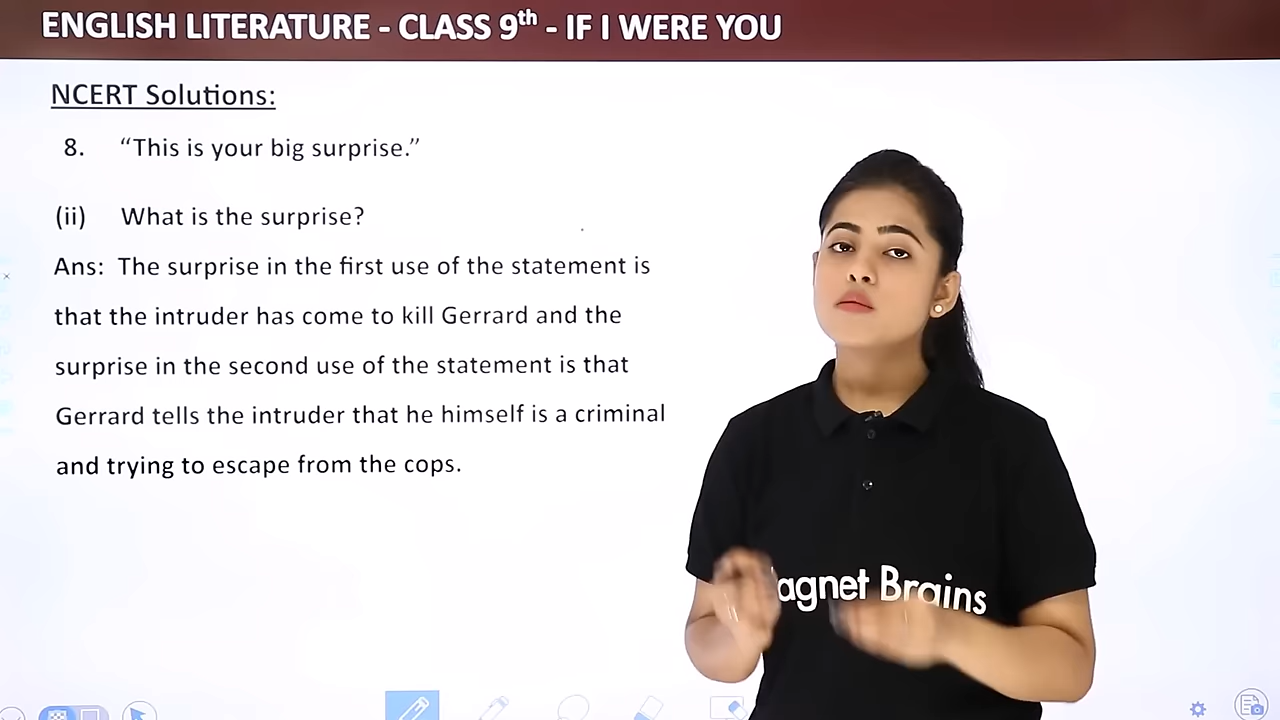 ENGLISH LITERATURE - CLASS 9th - IF I WERE YOU
NCERT Solutions:
8. “This is your big surprise.”
(ii) What is the surprise?
Ans: The surprise in the first use of the statement is
that the intruder has come to kill Gerrard and the
surprise in the second use of the statement is that
Gerrard tells the intruder that he himself is a criminal
and trying to escape from the cops.
agnet Brains